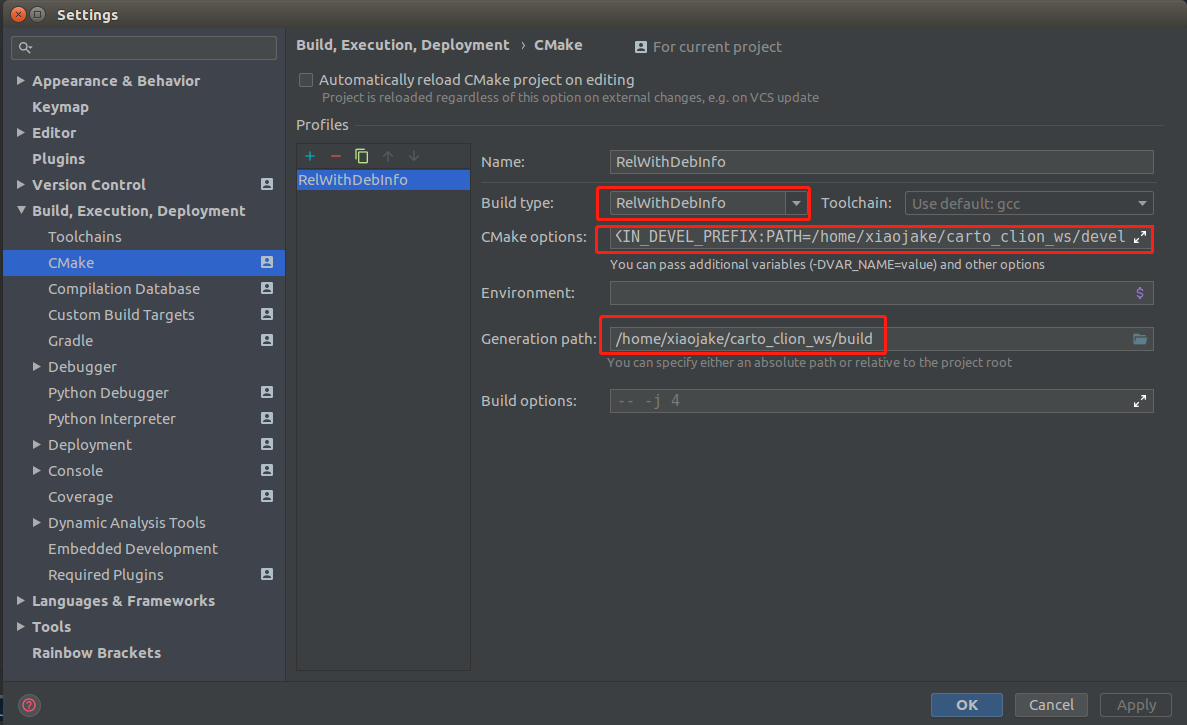 Settings
Build, Execution, Deployment › CMake
For current project
Appearance & Behavior
Keymap
Editor
Plugins
Version Control
Build, Execution, Deployment
Toolchains
CMake
Compilation Database
Custom Build Targets
Gradle
Debugger
Python Debugger
Python Interpreter
Deployment
Console
Coverage
Dynamic Analysis Tools
Embedded Development
Required Plugins
Languages & Frameworks
Tools
Rainbow Brackets
Automatically reload CMake project on editing
Project is reloaded regardless of this option on external changes, e.g. on VCS update
Profiles
RelWithDebInfo
Name: RelWithDebInfo
Build type: RelWithDebInfo Toolchain: Use default: gcc
CMake options: IN_DEVEL_PREFIX:PATH=/home/xiaojake/carto_clion_ws/devel
You can pass additional variables (-DVAR_NAME=value) and other options
Environment: $
Generation path: /home/xiaojake/carto_clion_ws/build
You can specify either an absolute path or relative to the project root
Build options: -- -j 4
?
OK Cancel Apply